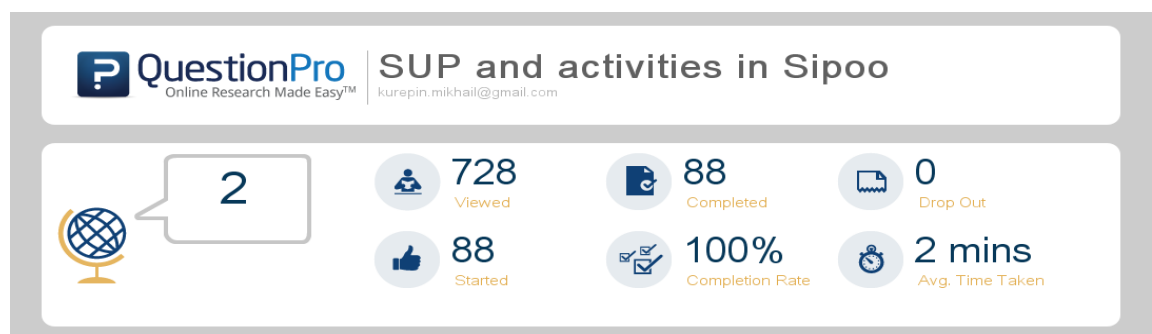 QuestionPro
Online Research Made Easy™
SUP and activities in Sipoo
kurepin.mikhail@gmail.com
2
728
Viewed
88
Completed
0
Drop Out
88
Started
100%
Completion Rate
2 mins
Avg. Time Taken